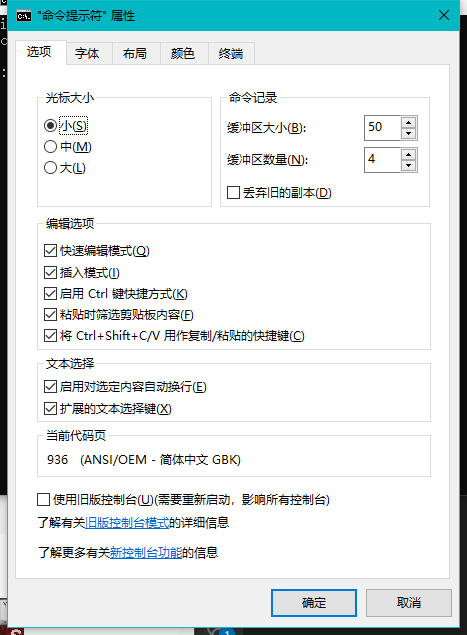 "命令提示符" 属性
选项 字体 布局 颜色 终端
光标大小
小(S)
中(M)
大(L)
命令记录
缓冲区大小(B): 50
缓冲区数量(N): 4
丢弃旧的副本(D)
编辑选项
快速编辑模式(Q)
插入模式(I)
启用 Ctrl 键快捷方式(K)
粘贴时筛选剪贴板内容(F)
将 Ctrl+Shift+C/V 用作复制/粘贴的快捷键(C)
文本选择
启用对选定内容自动换行(E)
扩展的文本选择键(X)
当前代码页
936 (ANSI/OEM - 简体中文 GBK)
使用旧版控制台(U)(需要重新启动，影响所有控制台)
了解有关旧版控制台模式的详细信息
了解更多有关新控制台功能的信息
确定 取消